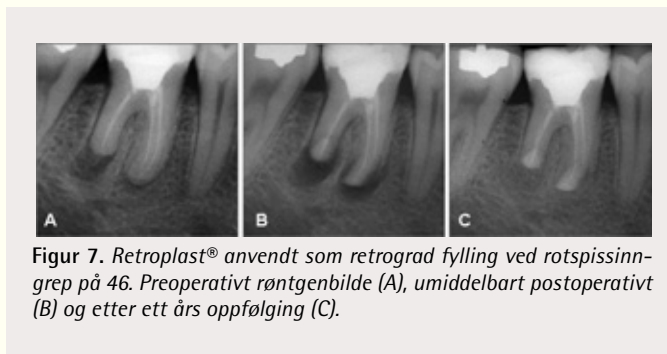 A
B
C
Figur 7. Retroplast® anvendt som retrograd fylling ved rotspissinn-
grep på 46. Preoperativt røntgenbilde (A), umiddelbart postoperativt
(B) og etter ett års oppfølging (C).